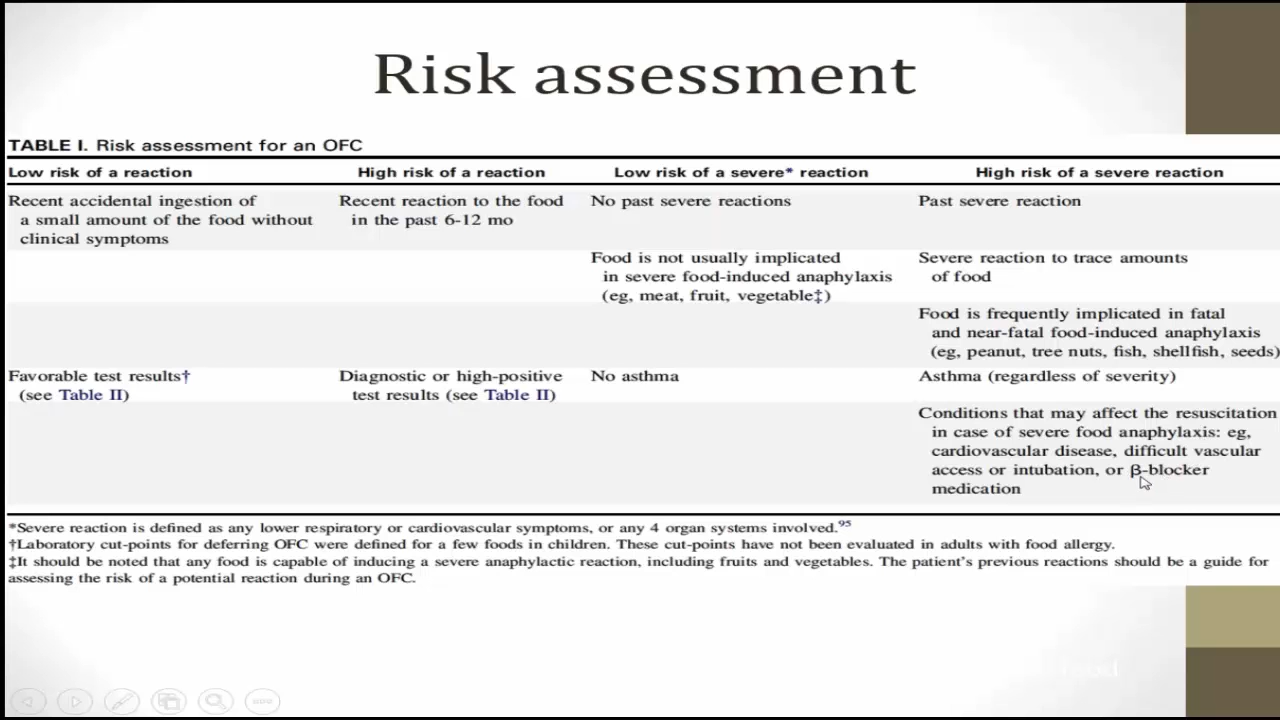 Risk assessment
TABLE I. Risk assessment for an OFC
Low risk of a reaction
High risk of a reaction
Low risk of a severe* reaction
High risk of a severe reaction
Recent accidental ingestion of
a small amount of the food without
clinical symptoms
Recent reaction to the food
in the past 6-12 mo
No past severe reactions
Past severe reaction
Food is not usually implicated
in severe food-induced anaphylaxis
(eg, meat, fruit, vegetable‡)
Severe reaction to trace amounts
of food
Food is frequently implicated in fatal
and near-fatal food-induced anaphylaxis
(eg, peanut, tree nuts, fish, shellfish, seeds)
Favorable test results†
(see Table II)
Diagnostic or high-positive
test results (see Table II)
No asthma
Asthma (regardless of severity)
Conditions that may affect the resuscitation
in case of severe food anaphylaxis: eg,
cardiovascular disease, difficult vascular
access or intubation, or β-blocker
medication
*Severe reaction is defined as any lower respiratory or cardiovascular symptoms, or any 4 organ systems involved.95
†Laboratory cut-points for deferring OFC were defined for a few foods in children. These cut-points have not been evaluated in adults with food allergy.
‡It should be noted that any food is capable of inducing a severe anaphylactic reaction, including fruits and vegetables. The patient's previous reactions should be a guide for
assessing the risk of a potential reaction during an OFC.